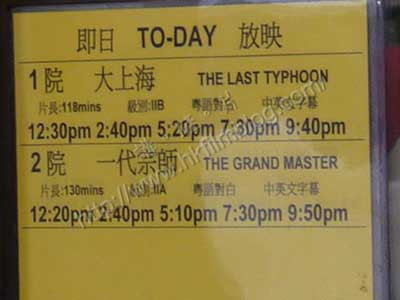 即日 TO-DAY 放映
1院 大上海 THE LAST TYPHOON
片長:118mins 級別:IIB 粵語對白 中英文字幕
12:30pm 2:40pm 5:20pm 7:30pm 9:40pm
2院 一代宗師 THE GRAND MASTER
片長:130mins 級別:IIA 粵語對白 中英文字幕
12:20pm 2:40pm 5:10pm 7:30pm 9:50pm